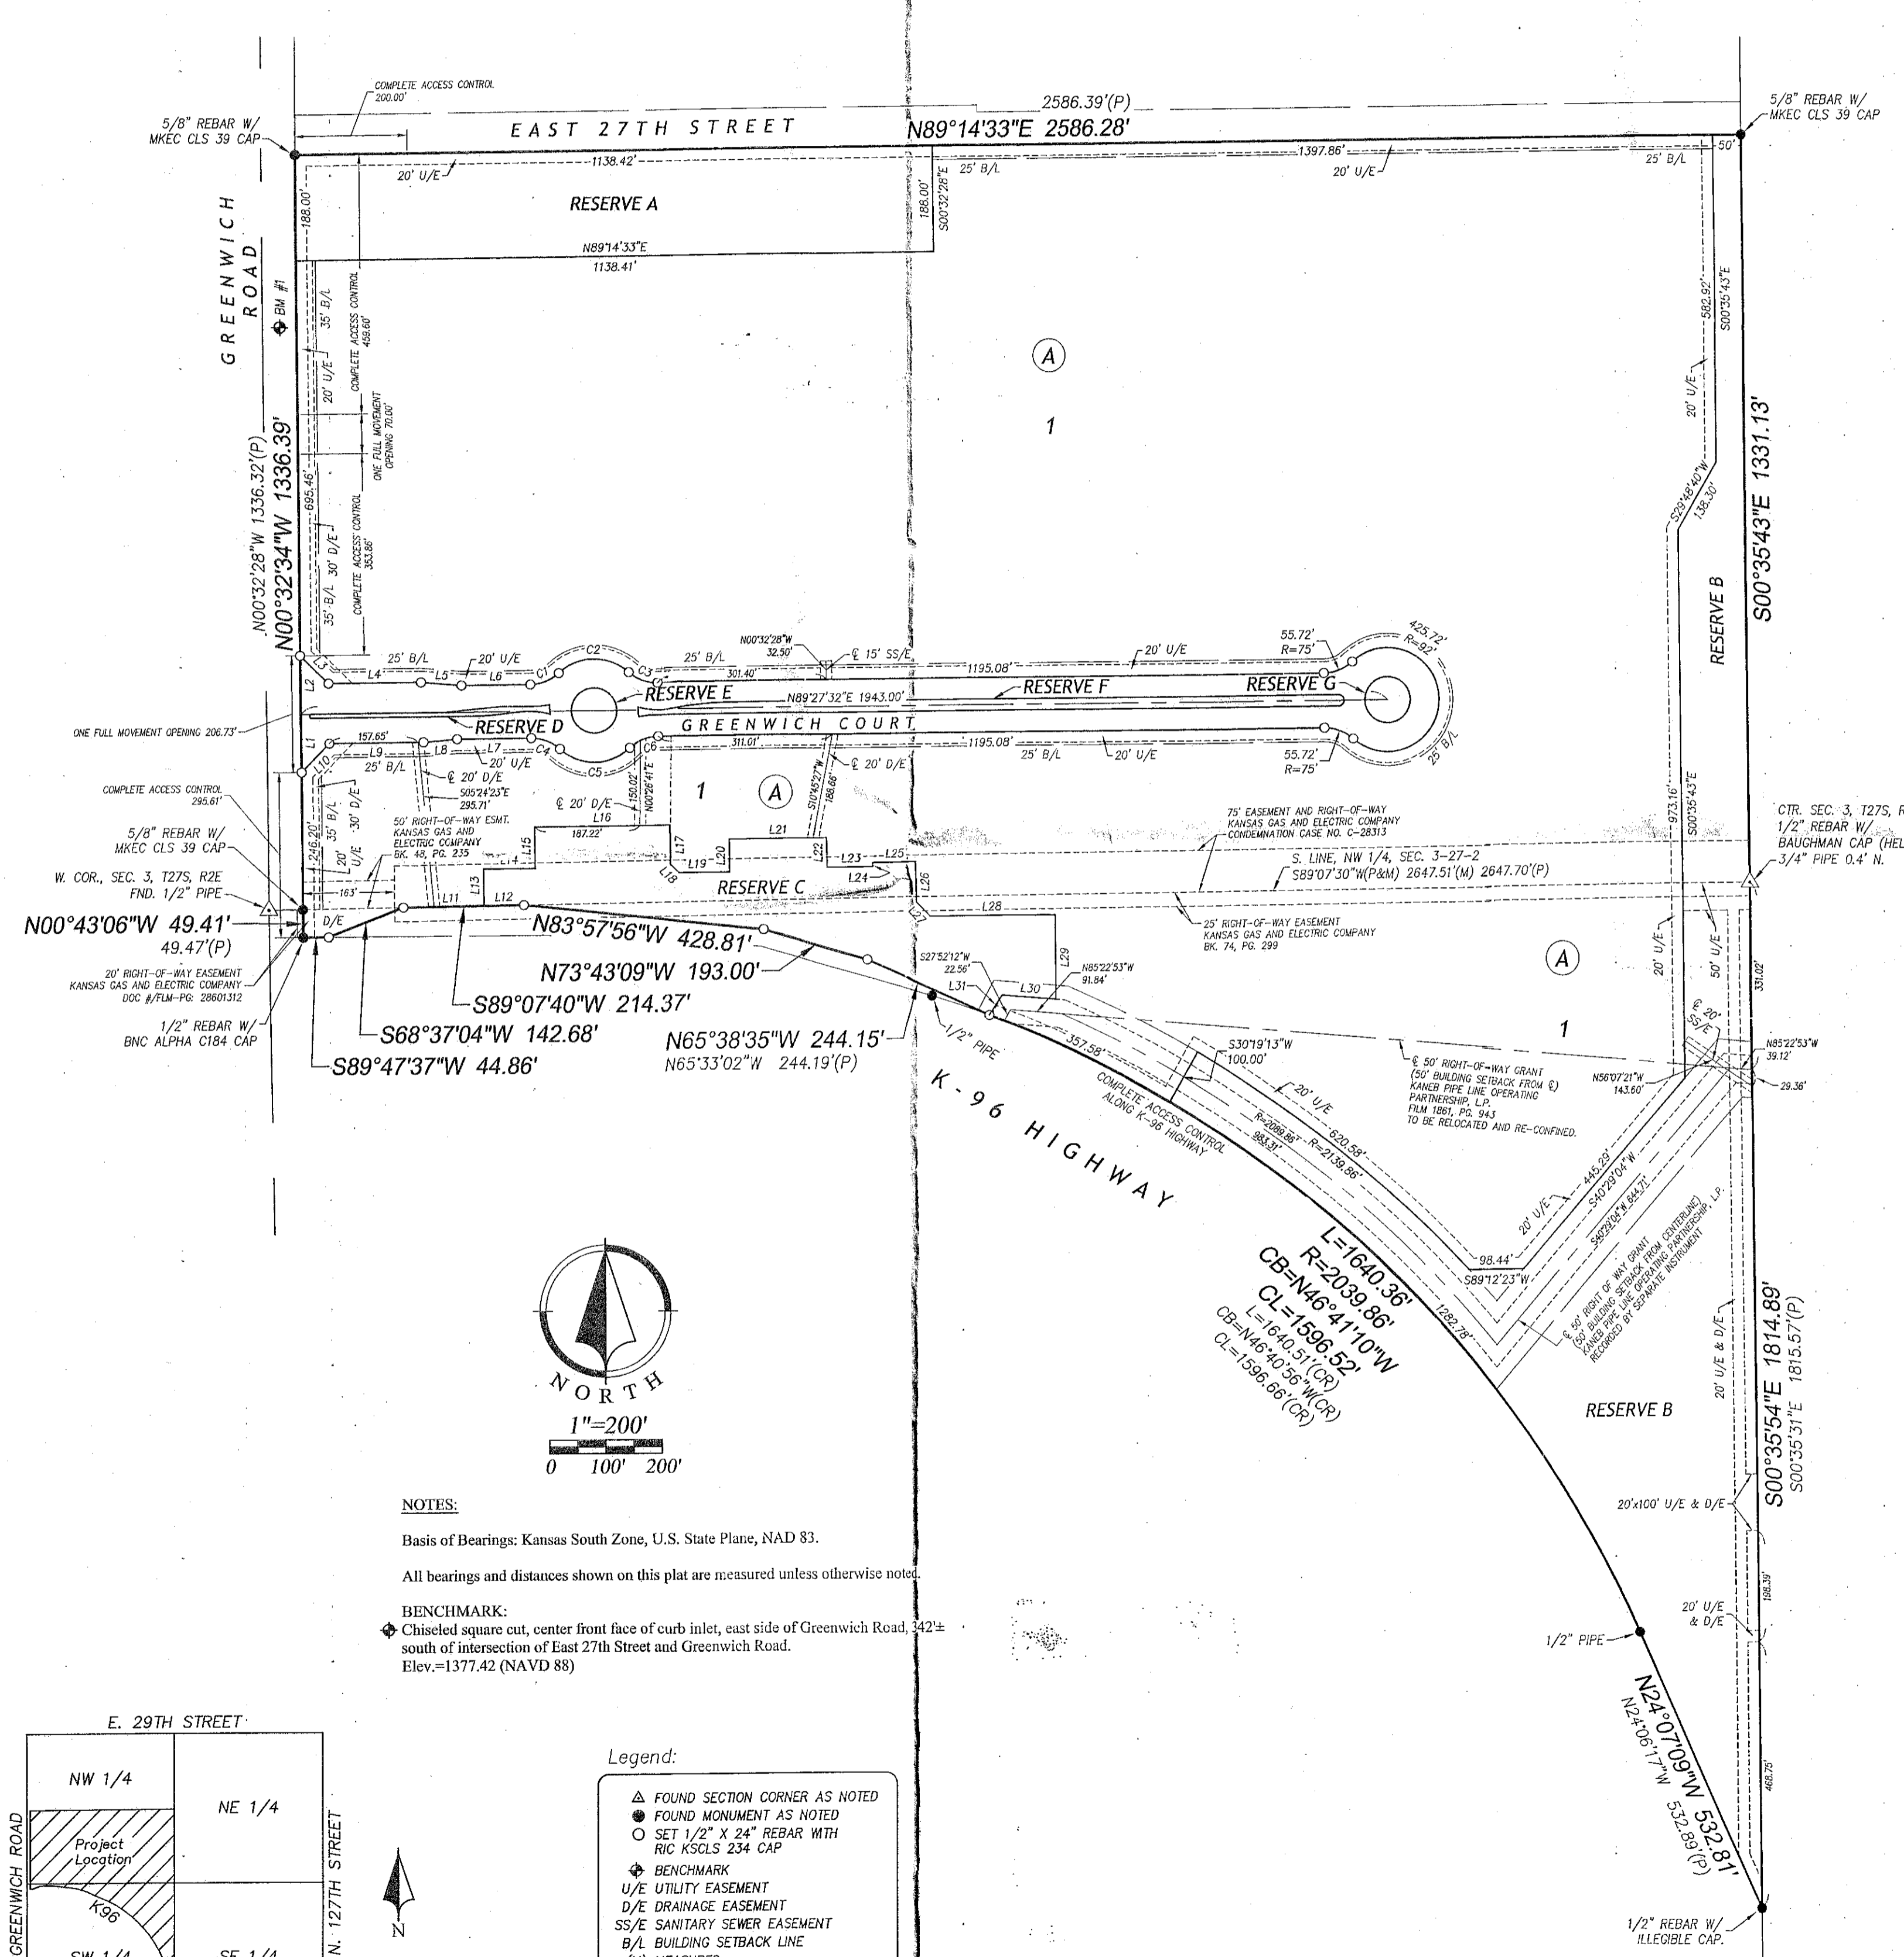 COMPLETE ACCESS CONTROL
200.00'
2586.39'(P)
5/8" REBAR W/
MKEC CLS 39 CAP
EAST 27TH STREET
N89°14'33"E 2586.28'
5/8" REBAR W/
MKEC CLS 39 CAP
1138.42'
20' U/E
25' B/L
1397.86'
20' U/E
25' B/L
50'
GREENWICH
ROAD
188.00'
RESERVE A
188.00'
S00°32'28"E
N89°14'33"E
1138.41'
BM #1
35' B/L
20' U/E
COMPLETE ACCESS CONTROL
459.60'
ONE FULL MOVEMENT
OPENING 70.00'
COMPLETE ACCESS CONTROL
353.86'
695.46'
30' D/E
35' B/L
N00°32'28"W 1336.32'(P)
N00°32'34"W 1336.39'
A
1
582.92'
S00°35'43"E
20' U/E
S29°48'40"W
138.30'
S00°35'43"E 1331.13'
RESERVE B
L3
L2
25' B/L
20' U/E
L4
L5
L6
C1
C2
C3
25' B/L
N00°32'28"W
32.50'
℄ 15' SS/E
301.40'
1195.08'
20' U/E
55.72'
R=75'
425.72'
R=92'
RESERVE E
N89°27'32"E 1943.00'
RESERVE F
RESERVE G
RESERVE D
GREENWICH COURT
ONE FULL MOVEMENT OPENING 206.73'
L1
L10
157.65'
L9
L8
L7
20' U/E
25' B/L
C4
C5
C6
311.01'
1195.08'
25' B/L
20' U/E
55.72'
R=75'
25' B/L
℄ 20' D/E
S05°24'23"E
295.71'
℄ 20' D/E
150.02'
N00°26'41"E
S10°45'27"W
188.66'
℄ 20' D/E
1
A
COMPLETE ACCESS CONTROL
295.61'
246.20'
35' B/L
30' D/E
20'
U/E
50' RIGHT-OF-WAY ESMT.
KANSAS GAS AND
ELECTRIC COMPANY
BK. 48, PG. 235
L16
187.22'
L15
L14
L13
L17
L18
L19
L20
L21
L22
L23
L24
L25
L26
L27
L28
L29
75' EASEMENT AND RIGHT-OF-WAY
KANSAS GAS AND ELECTRIC COMPANY
CONDEMNATION CASE NO. C-28313
973.16'
S00°35'43"E
CTR. SEC. 3, T27S,
1/2" REBAR W/
BAUGHMAN CAP
3/4" PIPE 0.4' N.
5/8" REBAR W/
MKEC CLS 39 CAP
W. COR., SEC. 3, T27S, R2E
FND. 1/2" PIPE
163'
D/E
L11
L12
RESERVE C
S. LINE, NW 1/4, SEC. 3-27-2
S89°07'30"W(P&M) 2647.51'(M) 2647.70'(P)
N00°43'06"W 49.41'
49.47'(P)
N83°57'56"W 428.81'
25' RIGHT-OF-WAY EASEMENT
KANSAS GAS AND ELECTRIC COMPANY
BK. 74, PG. 299
20' U/E
50' U/E
331.02'
A
1
20' RIGHT-OF-WAY EASEMENT
KANSAS GAS AND ELECTRIC COMPANY
DOC #/FLM-PG: 28601312
N73°43'09"W 193.00'
S89°07'40"W 214.37'
S27°52'12"W
22.56'
L31
L30
N85°22'53"W
91.84'
℄ 20'
SS/E
1/2" REBAR W/
BNC ALPHA C184 CAP
S68°37'04"W 142.68'
S89°47'37"W 44.86'
N65°38'35"W 244.15'
N65°33'02"W 244.19'(P)
1/2" PIPE
357.58'
S30°19'13"W
100.00'
℄ 50' RIGHT-OF-WAY GRANT
(50' BUILDING SETBACK FROM ℄)
KANEB PIPE LINE OPERATING
PARTNERSHIP, L.P.
FILM 1861, PG. 943
TO BE RELOCATED AND RE-CONFINED.
N56°07'21"W
143.60'
N85°22'53"W
39.12'
29.36'
K-96 HIGHWAY
COMPLETE ACCESS CONTROL
ALONG K-96 HIGHWAY
20' U/E
620.58'
R=2089.86'
983.31'
R=2139.86'
445.29'
S40°29'04"W
20' U/E
S40°29'04"W 644.71'
98.44'
S89°12'23"W
℄ 50' RIGHT OF WAY GRANT
(50' BUILDING SETBACK FROM CENTERLINE)
KANEB PIPE LINE OPERATING PARTNERSHIP, L.P.
RECORDED BY SEPARATE INSTRUMENT
L=1640.36'
R=2039.86'
CB=N46°41'10"W
CL=1596.52'
L=1640.51'(CR)
CB=N46°40'56"W(CR)
CL=1596.66'(CR)
1282.78'
20' U/E & D/E
S00°35'54"E 1814.89'
S00°35'31"E 1815.57'(P)
RESERVE B
NORTH
1"=200'
0 100' 200'
20'x100' U/E & D/E
198.39'
20' U/E
& D/E
1/2" PIPE
468.75'
N24°07'09"W 532.81'
N24°06'17"W 532.89'(P)
1/2" REBAR W/
ILLEGIBLE CAP.
NOTES:
Basis of Bearings: Kansas South Zone, U.S. State Plane, NAD 83.
All bearings and distances shown on this plat are measured unless otherwise noted.
BENCHMARK:
Chiseled square cut, center front face of curb inlet, east side of Greenwich Road, 342'±
south of intersection of East 27th Street and Greenwich Road.
Elev.=1377.42 (NAVD 88)
E. 29TH STREET
NW 1/4
NE 1/4
Project
Location
K96
GREENWICH ROAD
N. 127TH STREET
SW 1/4
SE 1/4
N
Legend:
FOUND SECTION CORNER AS NOTED
FOUND MONUMENT AS NOTED
SET 1/2" X 24" REBAR WITH
RIC KSCLS 234 CAP
BENCHMARK
U/E UTILITY EASEMENT
D/E DRAINAGE EASEMENT
SS/E SANITARY SEWER EASEMENT
B/L BUILDING SETBACK LINE